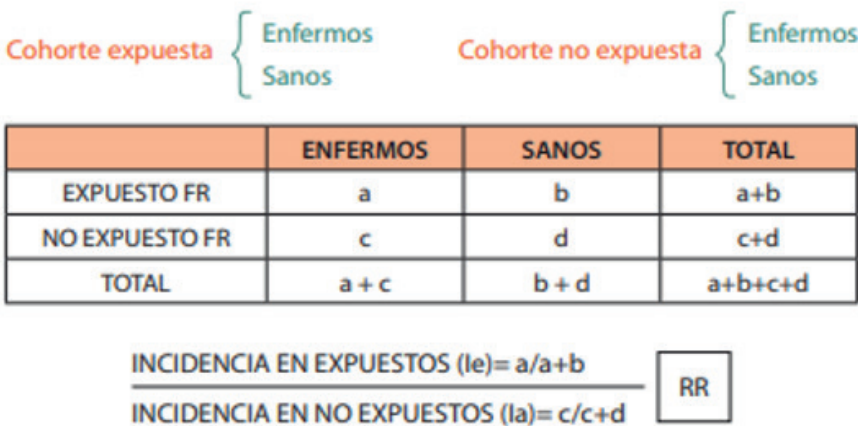 Cohorte expuesta
Enfermos
Sanos
Cohorte no expuesta
Enfermos
Sanos
ENFERMOS SANOS TOTAL
EXPUESTO FR a b a+b
NO EXPUESTO FR c d c+d
TOTAL a + c b + d a+b+c+d
INCIDENCIA EN EXPUESTOS (Ie)= a/a+b
INCIDENCIA EN NO EXPUESTOS (Ia)= c/c+d
RR